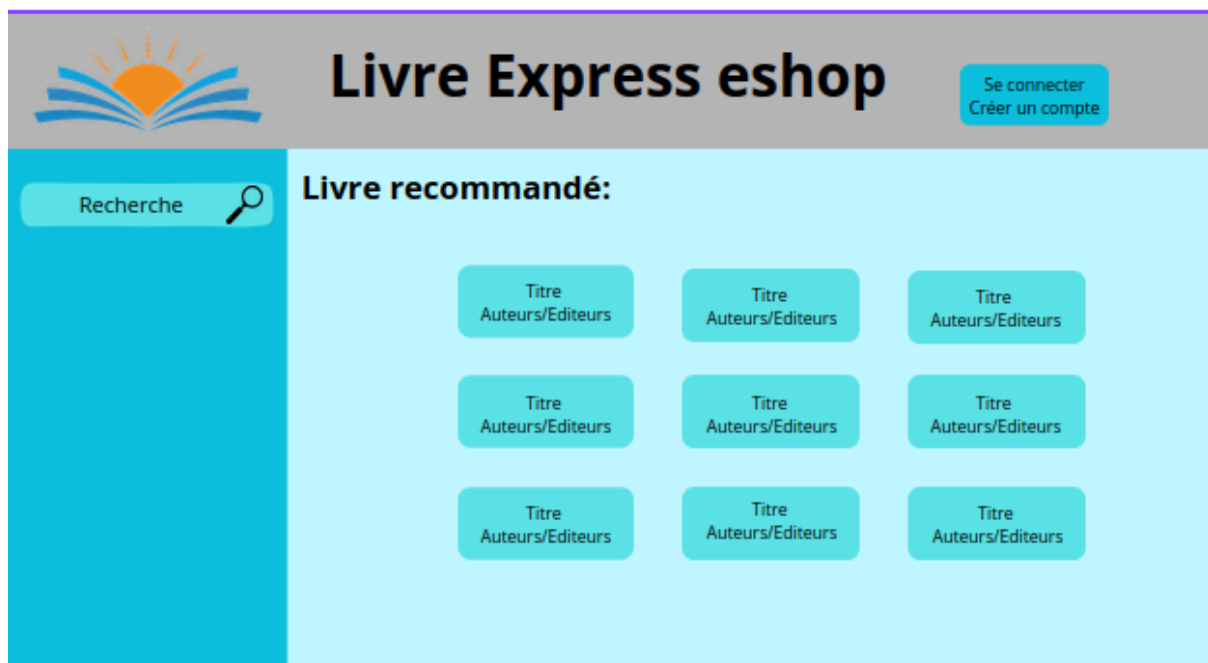 Livre Express eshop
Se connecter
Créer un compte
Recherche
Livre recommandé:
Titre
Auteurs/Editeurs
Titre
Auteurs/Editeurs
Titre
Auteurs/Editeurs
Titre
Auteurs/Editeurs
Titre
Auteurs/Editeurs
Titre
Auteurs/Editeurs
Titre
Auteurs/Editeurs
Titre
Auteurs/Editeurs
Titre
Auteurs/Editeurs